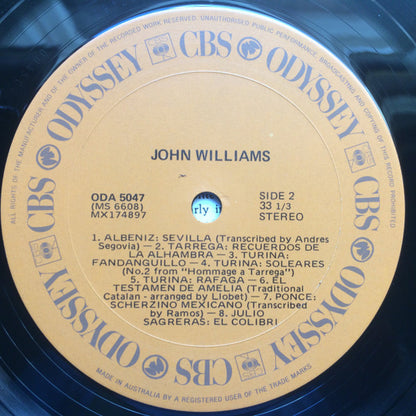 ALL RIGHTS OF THE MANUFACTURER AND OF THE OWNER OF THE RECORDED WORK RESERVED. UNAUTHORISED PUBLIC PERFORMANCE, BROADCASTING AND COPYING OF THIS RECORD PROHIBITED.
ODYSSEY CBS ODYSSEY CBS ODYSSEY CBS ODYSSEY CBS
JOHN WILLIAMS
ODA 5047
(MS 6608)
MX174897
SIDE 2
33 1/3
STEREO
rly i
1. ALBENIZ: SEVILLA (Transcribed by Andres
Segovia) — 2. TARREGA: RECUERDOS DE
LA ALHAMBRA — 3. TURINA:
FANDANGUILLO — 4. TURINA: SOLEARES
(No.2 from "Hommage a Tarrega")
5. TURINA: RAFAGA — 6. EL
TESTAMEN DE AMELIA (Traditional
Catalan - arranged by Llobet) — 7. PONCE:
SCHERZINO MEXICANO (Transcribed
by Ramos) — 8. JULIO
SAGRERAS: EL COLIBRI
MADE IN AUSTRALIA BY A REGISTERED USER OF THE TRADE MARKS